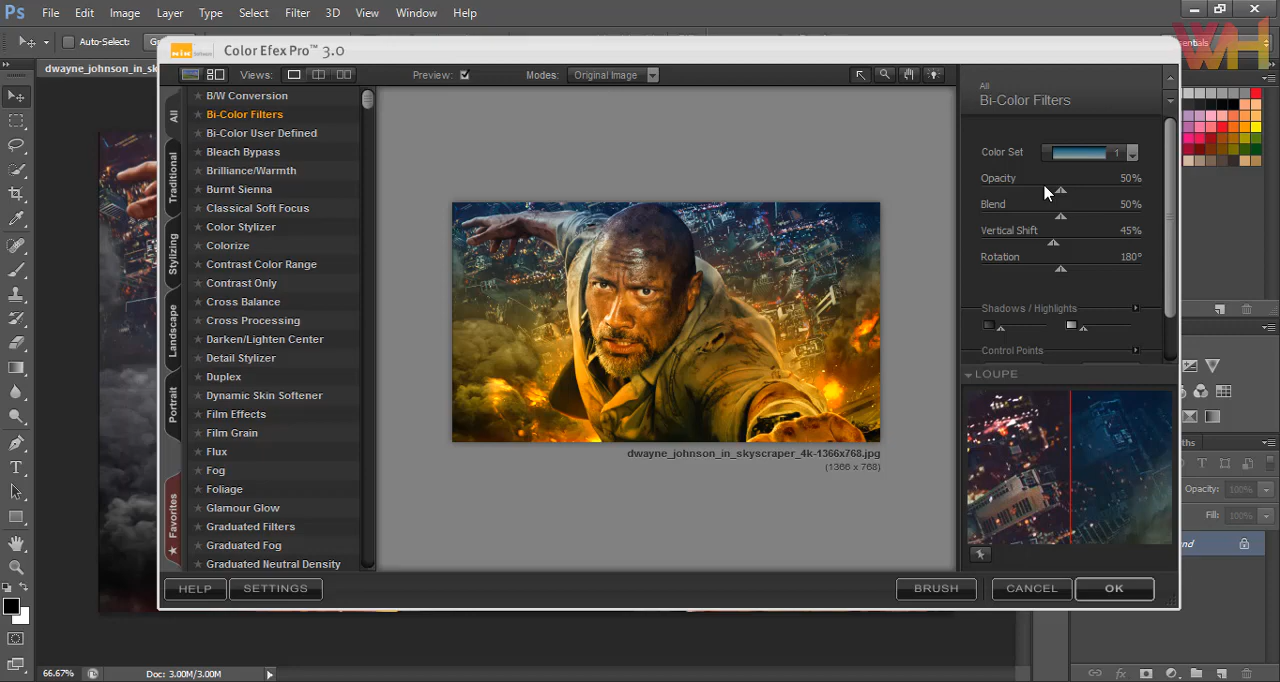 Ps File Edit Image Layer Type Select Filter 3D View Window Help
Auto-Select:
WH
dwayne_johnson_in_sk
Color Efex Pro™ 3.0
Views: Preview: Modes: Original Image
All
Traditional
Stylizing
Landscape
Portrait
Favorites
B/W Conversion
Bi-Color Filters
Bi-Color User Defined
Bleach Bypass
Brilliance/Warmth
Burnt Sienna
Classical Soft Focus
Color Stylizer
Colorize
Contrast Color Range
Contrast Only
Cross Balance
Cross Processing
Darken/Lighten Center
Detail Stylizer
Duplex
Dynamic Skin Softener
Film Effects
Film Grain
Flux
Fog
Foliage
Glamour Glow
Graduated Filters
Graduated Fog
Graduated Neutral Density
dwayne_johnson_in_skyscraper_4k-1366x768.jpg
(1366 x 768)
All
Bi-Color Filters
Color Set 1
Opacity 50%
Blend 50%
Vertical Shift 45%
Rotation 180°
Shadows / Highlights
Control Points
LOUPE
HELP SETTINGS BRUSH CANCEL OK
Opacity: 100%
Fill: 100%
66.67% Doc: 3.00M/3.00M